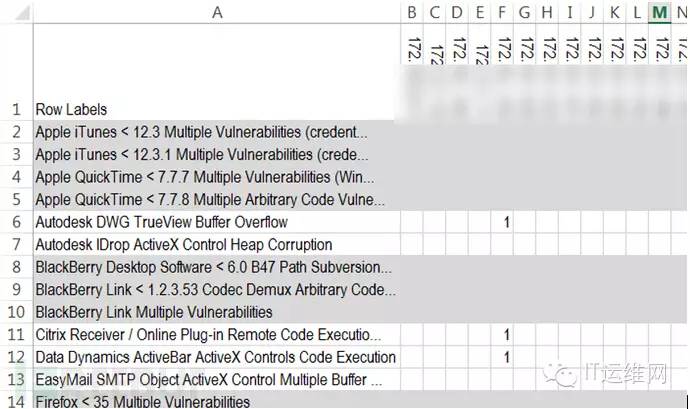 A B C D E F G H I J K L M N
172. 172 172. 172 172. 172. 172. 172. 172. 172. 172. 172. 172.
1 Row Labels
2 Apple iTunes < 12.3 Multiple Vulnerabilities (credent...
3 Apple iTunes < 12.3.1 Multiple Vulnerabilities (crede...
4 Apple QuickTime < 7.7.7 Multiple Vulnerabilities (Win...
5 Apple QuickTime < 7.7.8 Multiple Arbitrary Code Vulne...
6 Autodesk DWG TrueView Buffer Overflow 1
7 Autodesk IDrop ActiveX Control Heap Corruption
8 BlackBerry Desktop Software < 6.0 B47 Path Subversion...
9 BlackBerry Link < 1.2.3.53 Codec Demux Arbitrary Code...
10 BlackBerry Link Multiple Vulnerabilities
11 Citrix Receiver / Online Plug-in Remote Code Executio... 1
12 Data Dynamics ActiveBar ActiveX Controls Code Execution 1
13 EasyMail SMTP Object ActiveX Control Multiple Buffer ...
14 Firefox < 35 Multiple Vulnerabilities
IT运维网